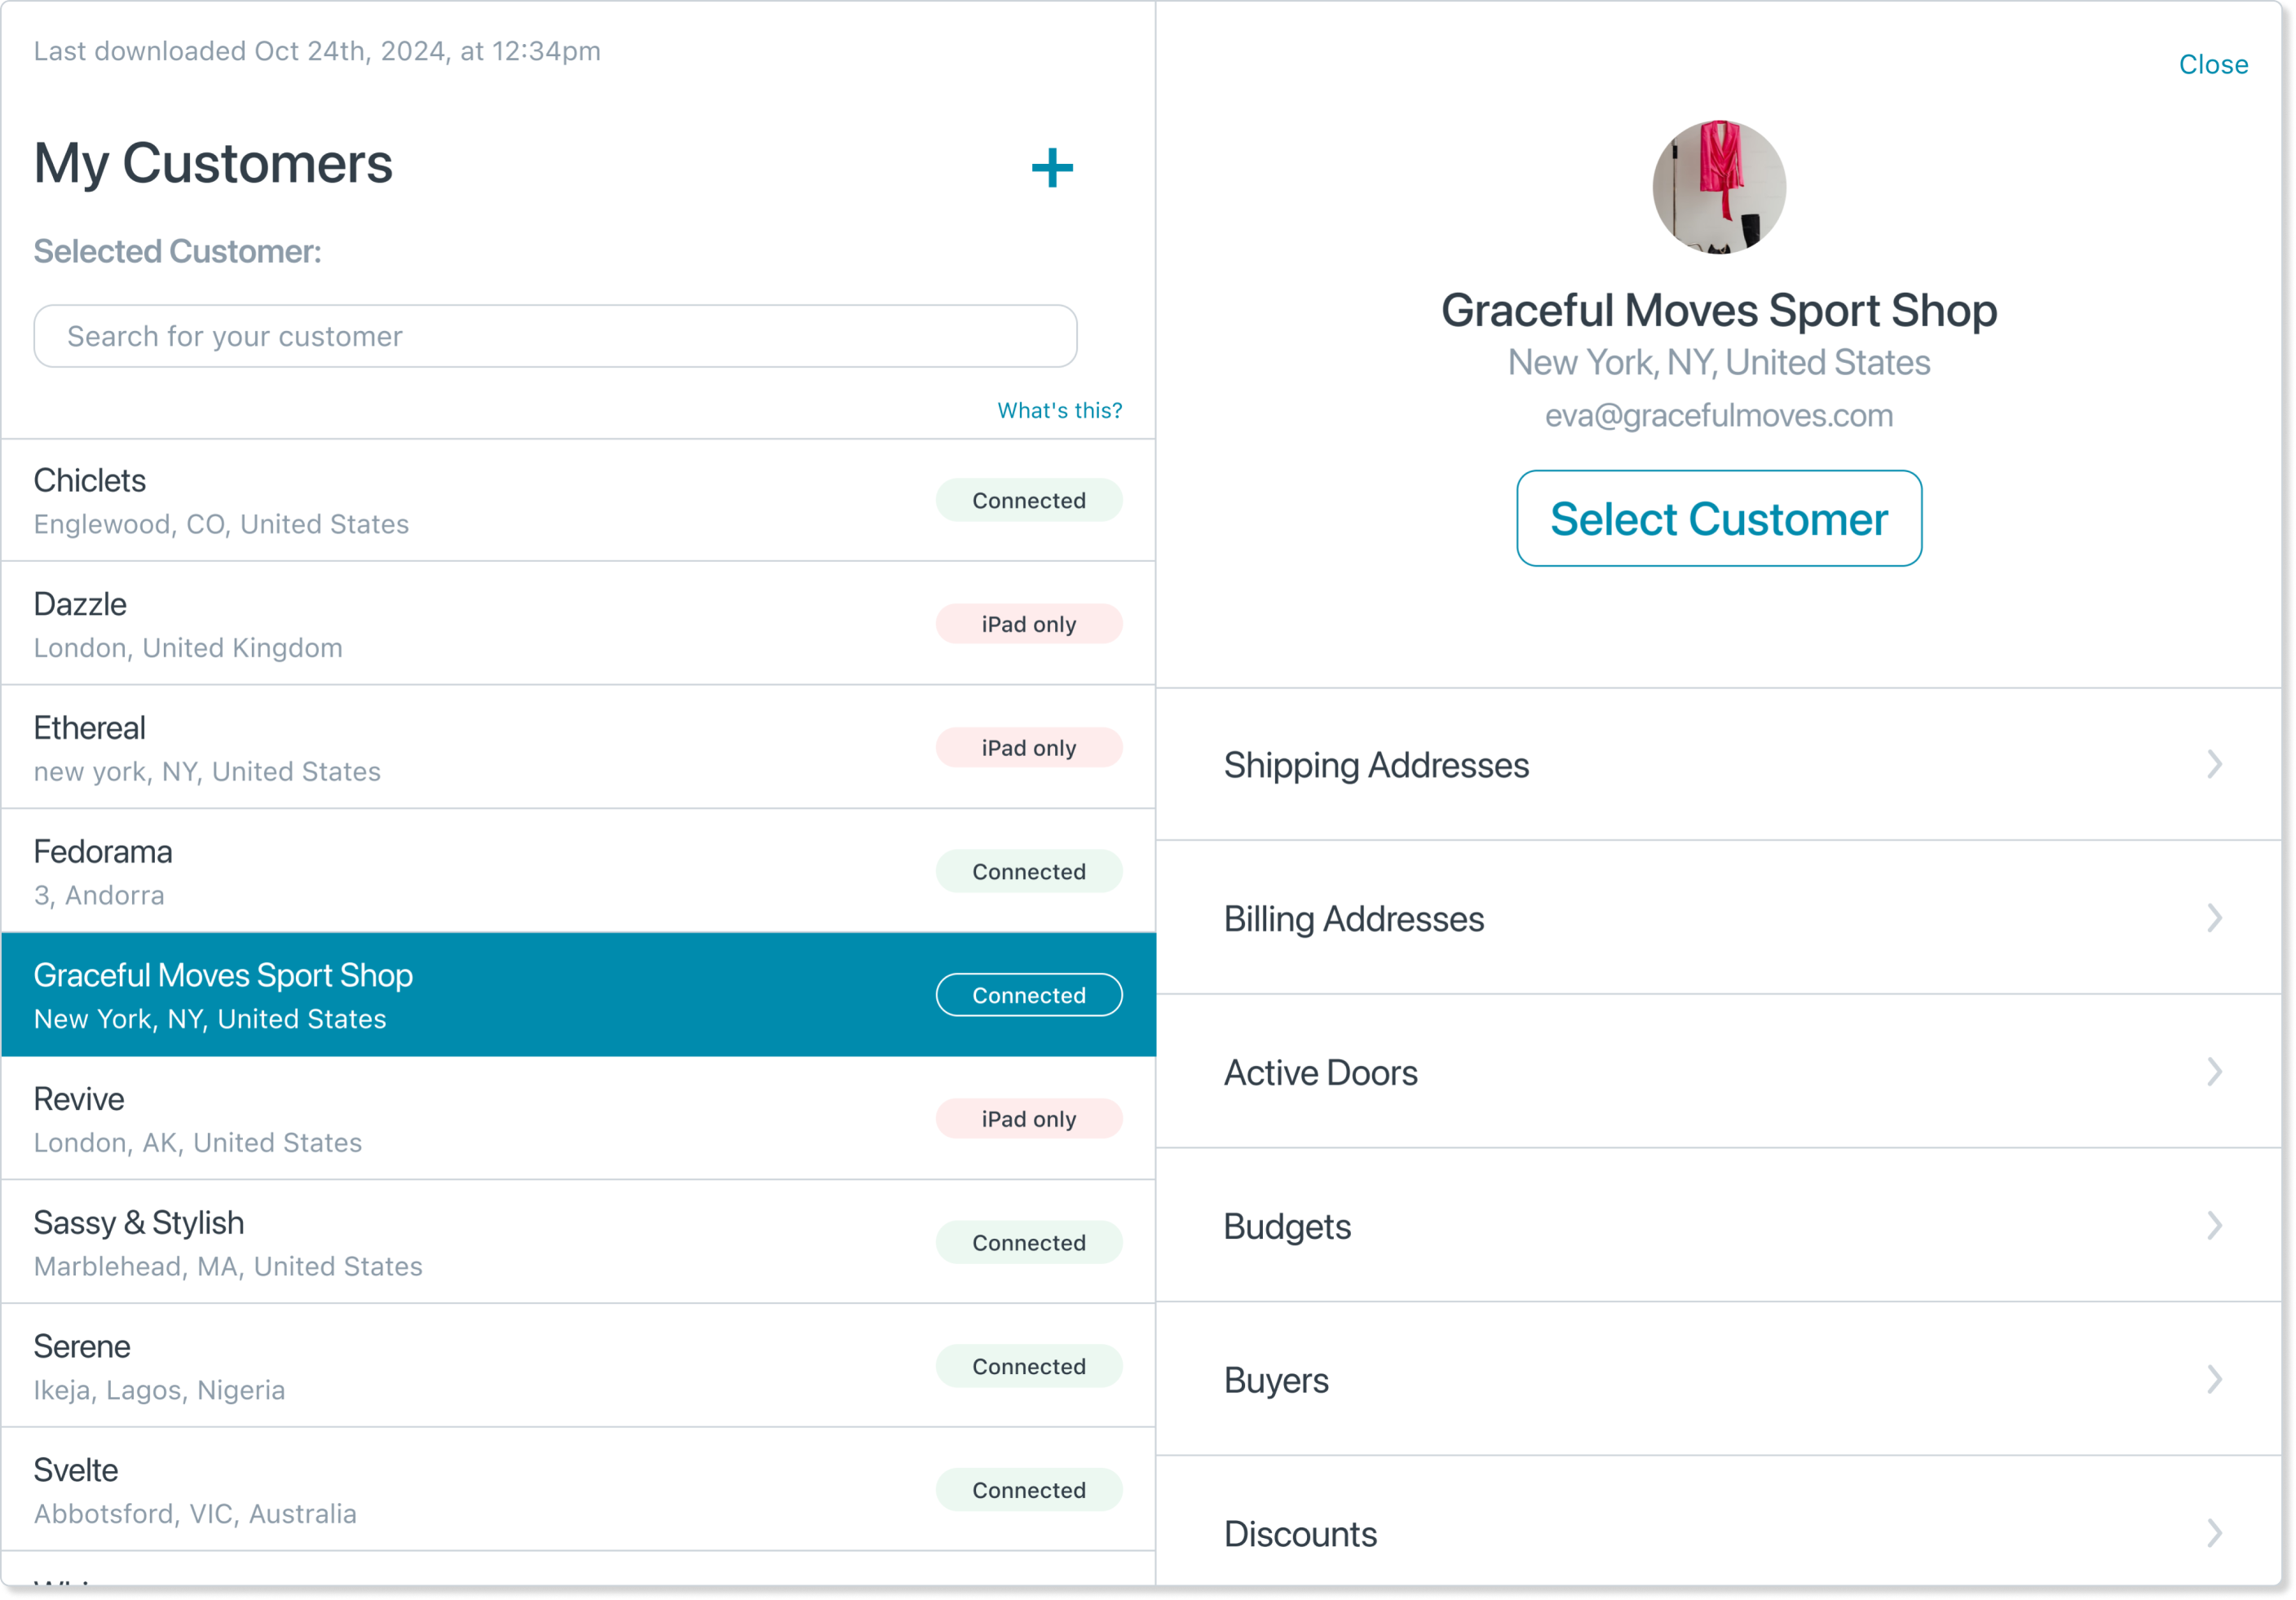 Last downloaded Oct 24th, 2024, at 12:34pm
My Customers
Selected Customer:
Search for your customer
What's this?
Chiclets
Connected
Englewood, CO, United States
Dazzle
iPad only
London, United Kingdom
Ethereal
iPad only
new york, NY, United States
Fedorama
Connected
3, Andorra
Graceful Moves Sport Shop
Connected
New York, NY, United States
Revive
iPad only
London, AK, United States
Sassy & Stylish
Connected
Marblehead, MA, United States
Serene
Connected
Ikeja, Lagos, Nigeria
Svelte
Connected
Abbotsford, VIC, Australia
Close
Graceful Moves Sport Shop
New York, NY, United States
eva@gracefulmoves.com
Select Customer
Shipping Addresses
Billing Addresses
Active Doors
Budgets
Buyers
Discounts